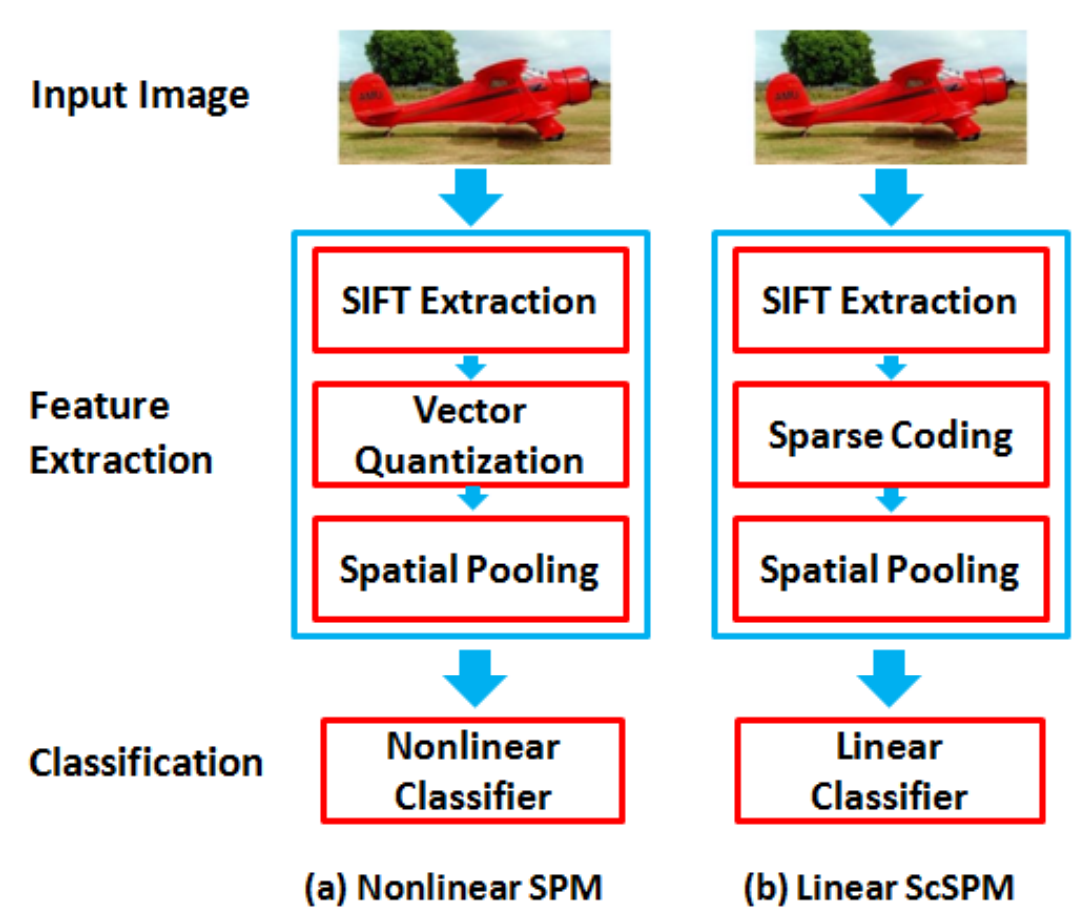 Input Image
SIFT Extraction
SIFT Extraction
Feature
Extraction
Vector
Quantization
Sparse Coding
Spatial Pooling
Spatial Pooling
Classification
Nonlinear
Classifier
Linear
Classifier
(a) Nonlinear SPM
(b) Linear ScSPM